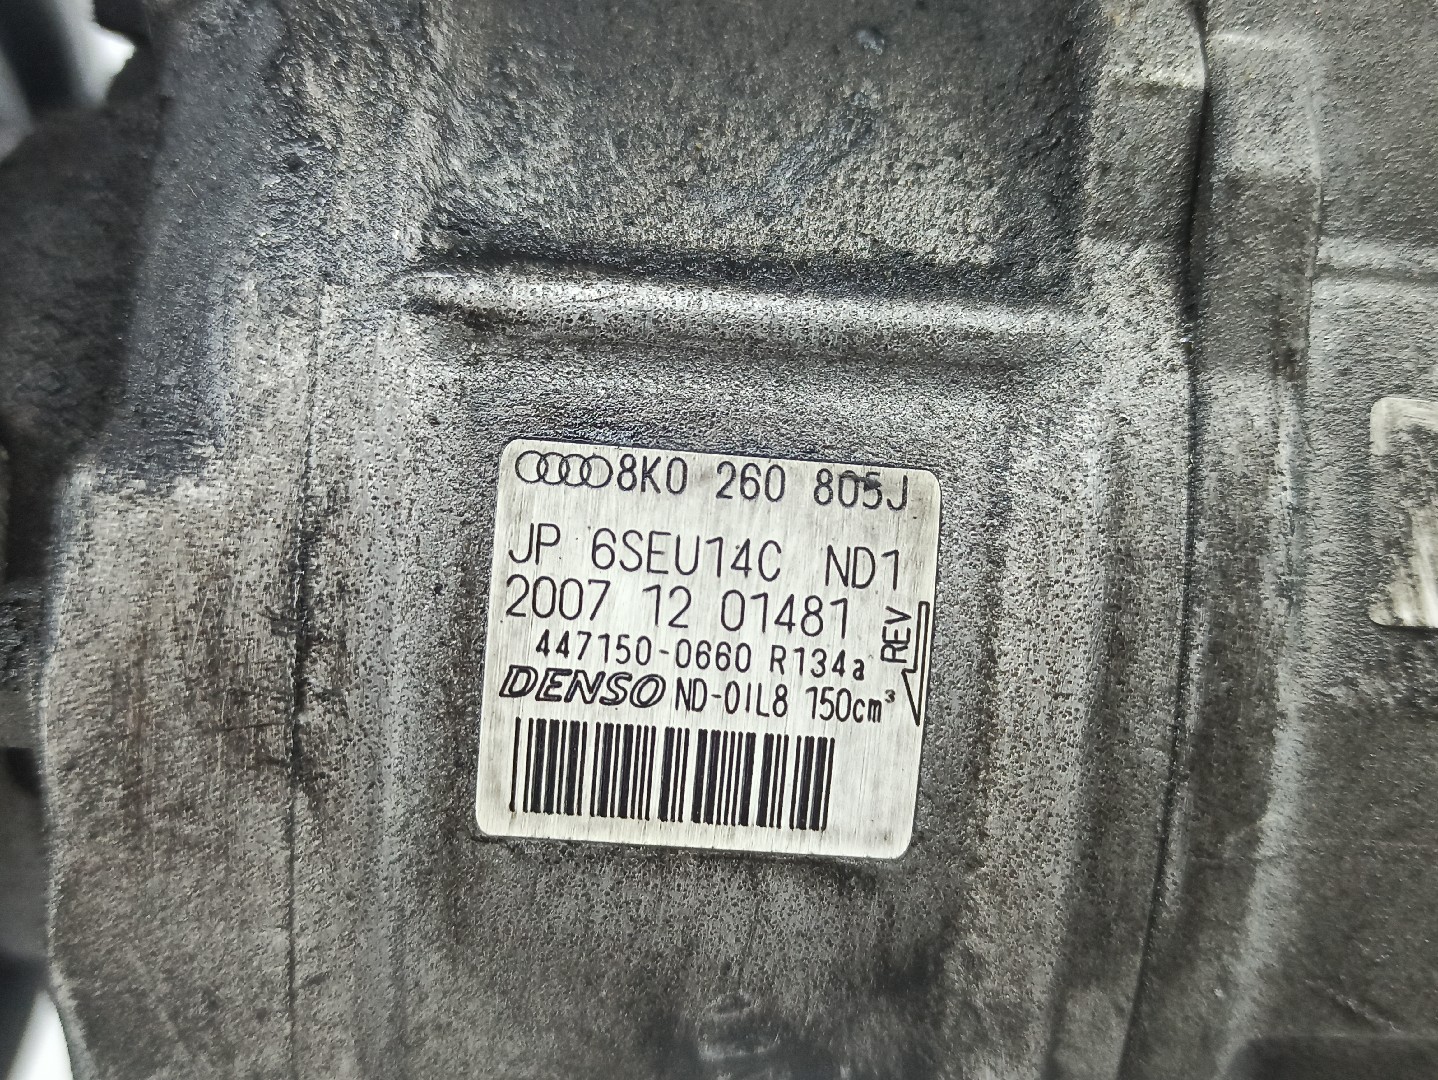 8K0 260 805J
JP 6SEU14C ND1
2007 12 01481
REV
447150-0660 R134a
DENSO ND-OIL8 150cm³